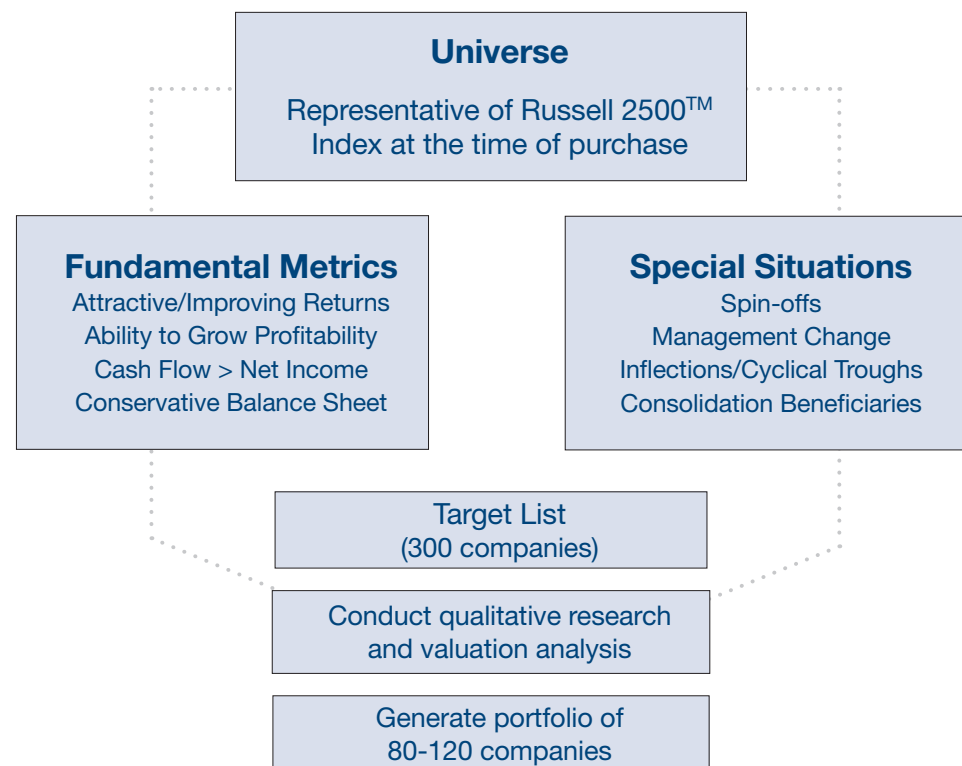 Universe
Representative of Russell 2500™
Index at the time of purchase
Fundamental Metrics
Attractive/Improving Returns
Ability to Grow Profitability
Cash Flow > Net Income
Conservative Balance Sheet
Special Situations
Spin-offs
Management Change
Inflections/Cyclical Troughs
Consolidation Beneficiaries
Target List
(300 companies)
Conduct qualitative research
and valuation analysis
Generate portfolio of
80-120 companies